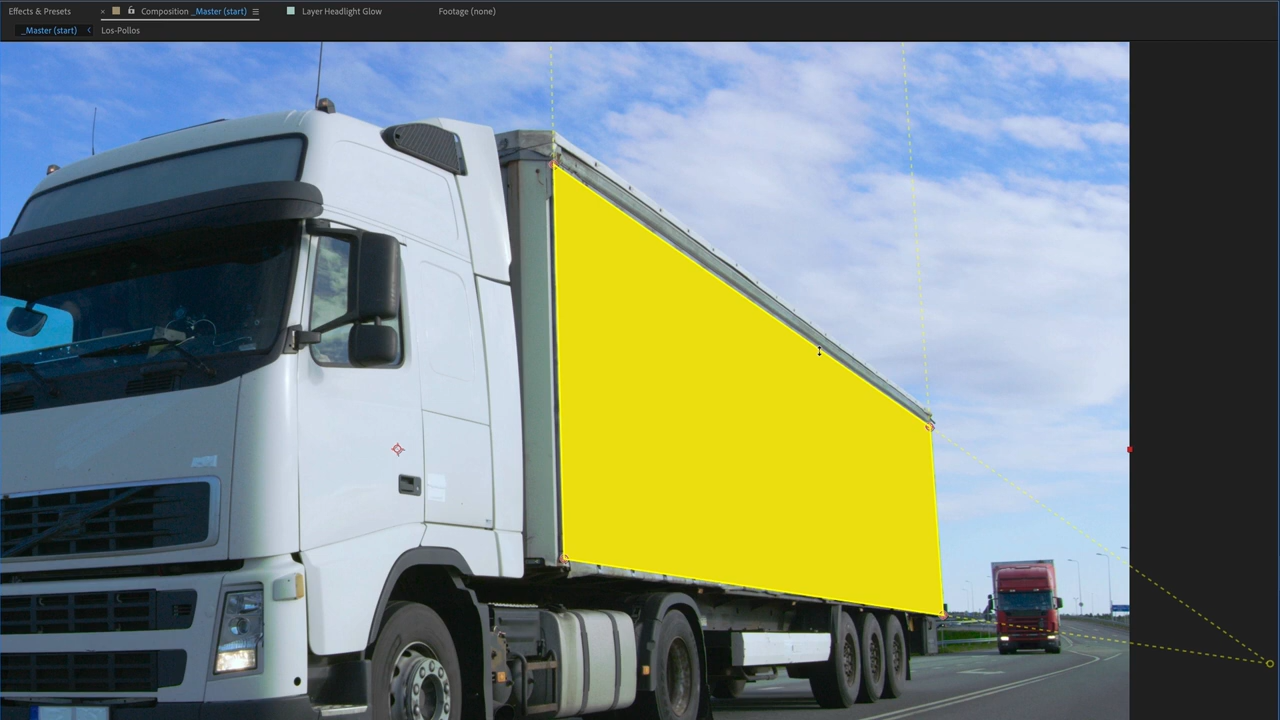 Effects & Presets
× Composition _Master (start) ≡
Layer Headlight Glow
Footage (none)
_Master (start) ‹ Los-Pollos